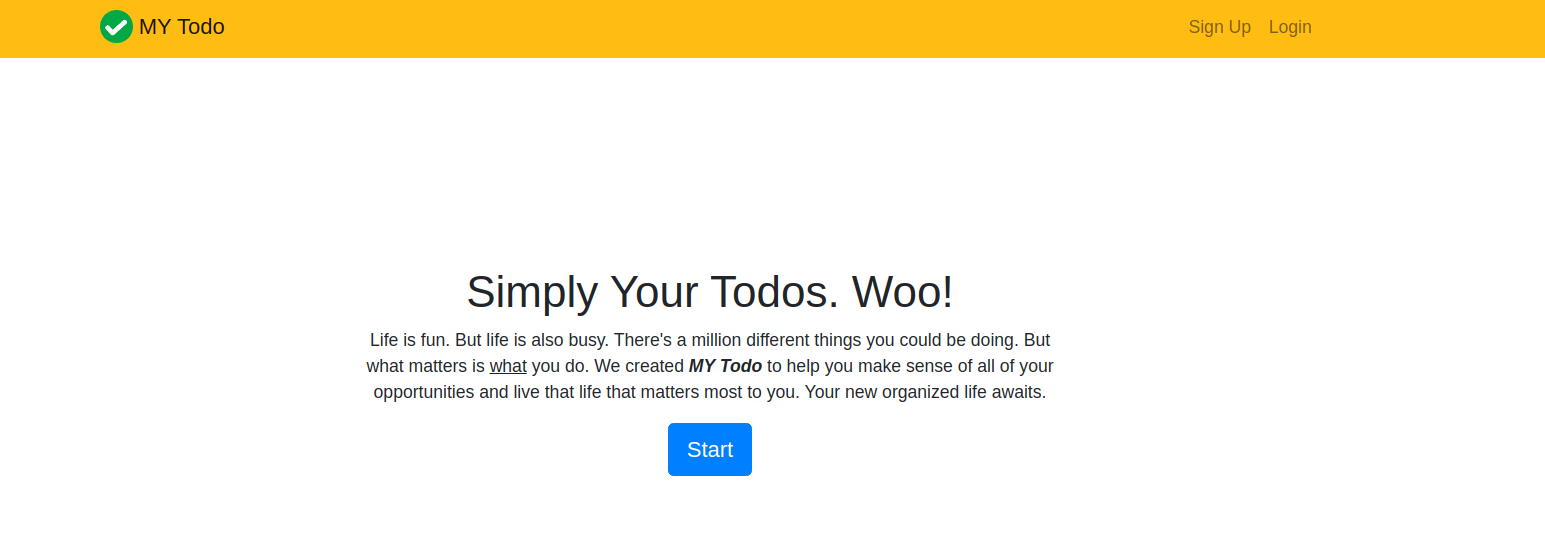 MY Todo
Sign Up Login
Simply Your Todos. Woo!
Life is fun. But life is also busy. There's a million different things you could be doing. But
what matters is what you do. We created MY Todo to help you make sense of all of your
opportunities and live that life that matters most to you. Your new organized life awaits.
Start